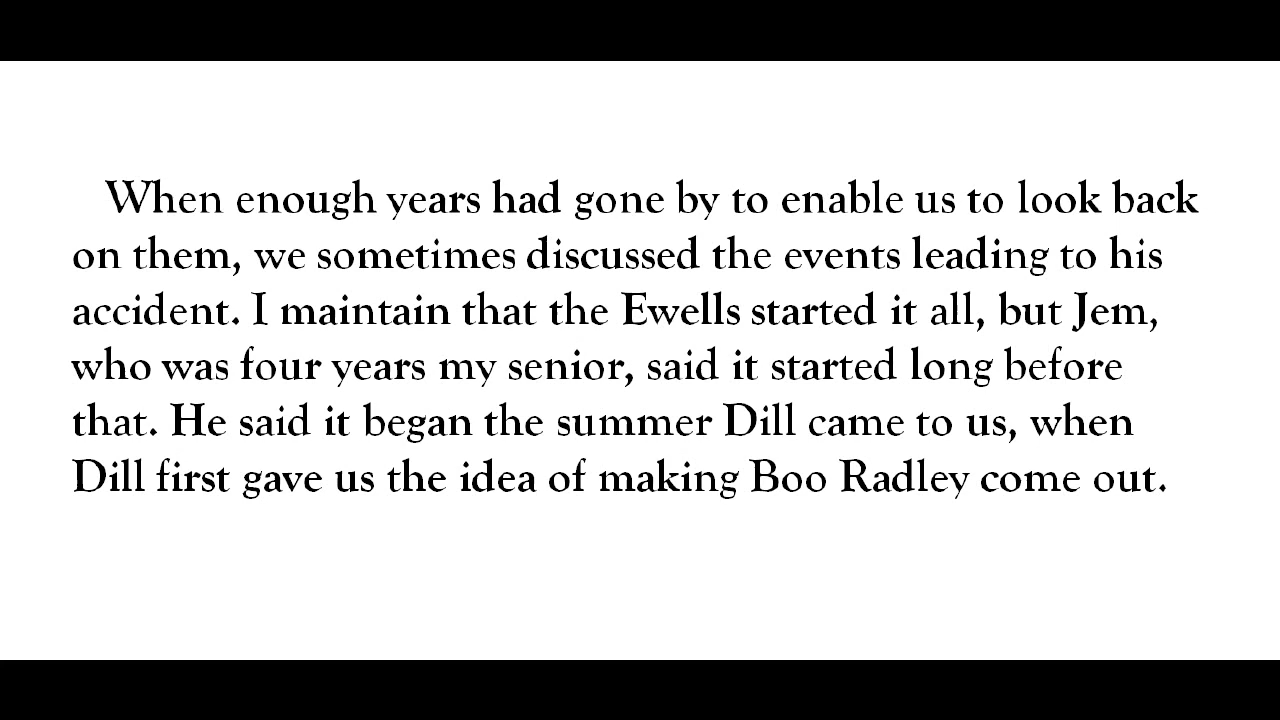 When enough years had gone by to enable us to look back
on them, we sometimes discussed the events leading to his
accident. I maintain that the Ewells started it all, but Jem,
who was four years my senior, said it started long before
that. He said it began the summer Dill came to us, when
Dill first gave us the idea of making Boo Radley come out.